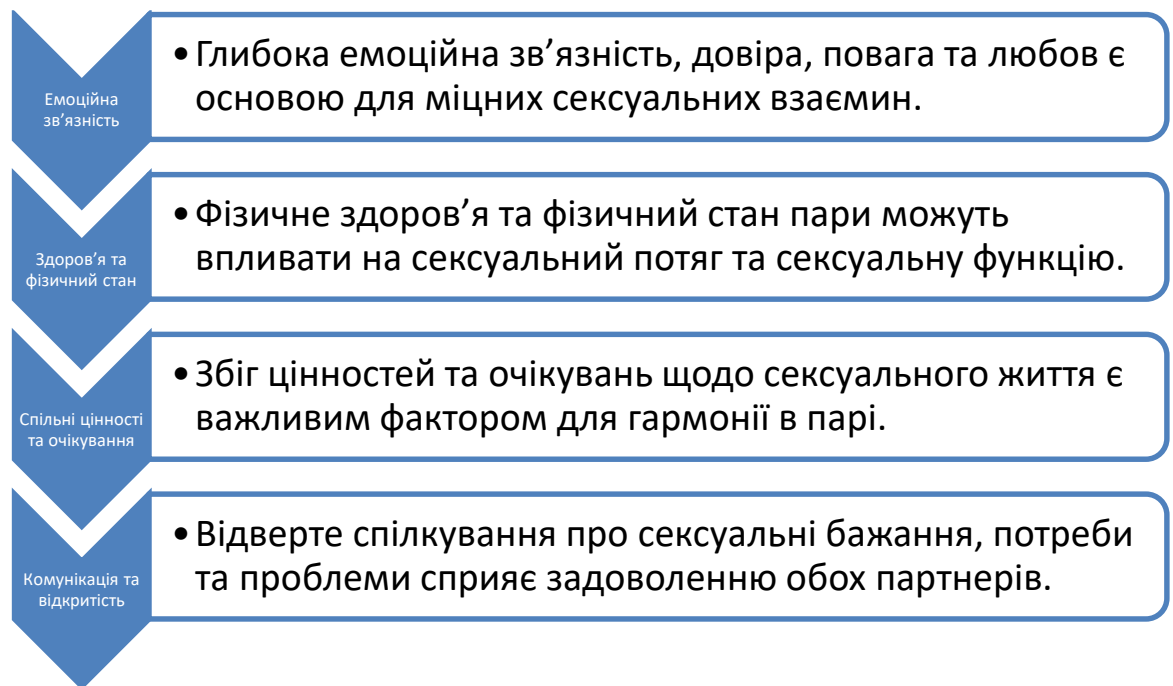 Емоційна
зв’язність
• Глибока емоційна зв’язність, довіра, повага та любов є
основою для міцних сексуальних взаємин.
Здоров’я та
фізичний стан
• Фізичне здоров’я та фізичний стан пари можуть
впливати на сексуальний потяг та сексуальну функцію.
Спільні цінності
та очікування
• Збіг цінностей та очікувань щодо сексуального життя є
важливим фактором для гармонії в парі.
Комунікація та
відкритість
• Відверте спілкування про сексуальні бажання, потреби
та проблеми сприяє задоволенню обох партнерів.